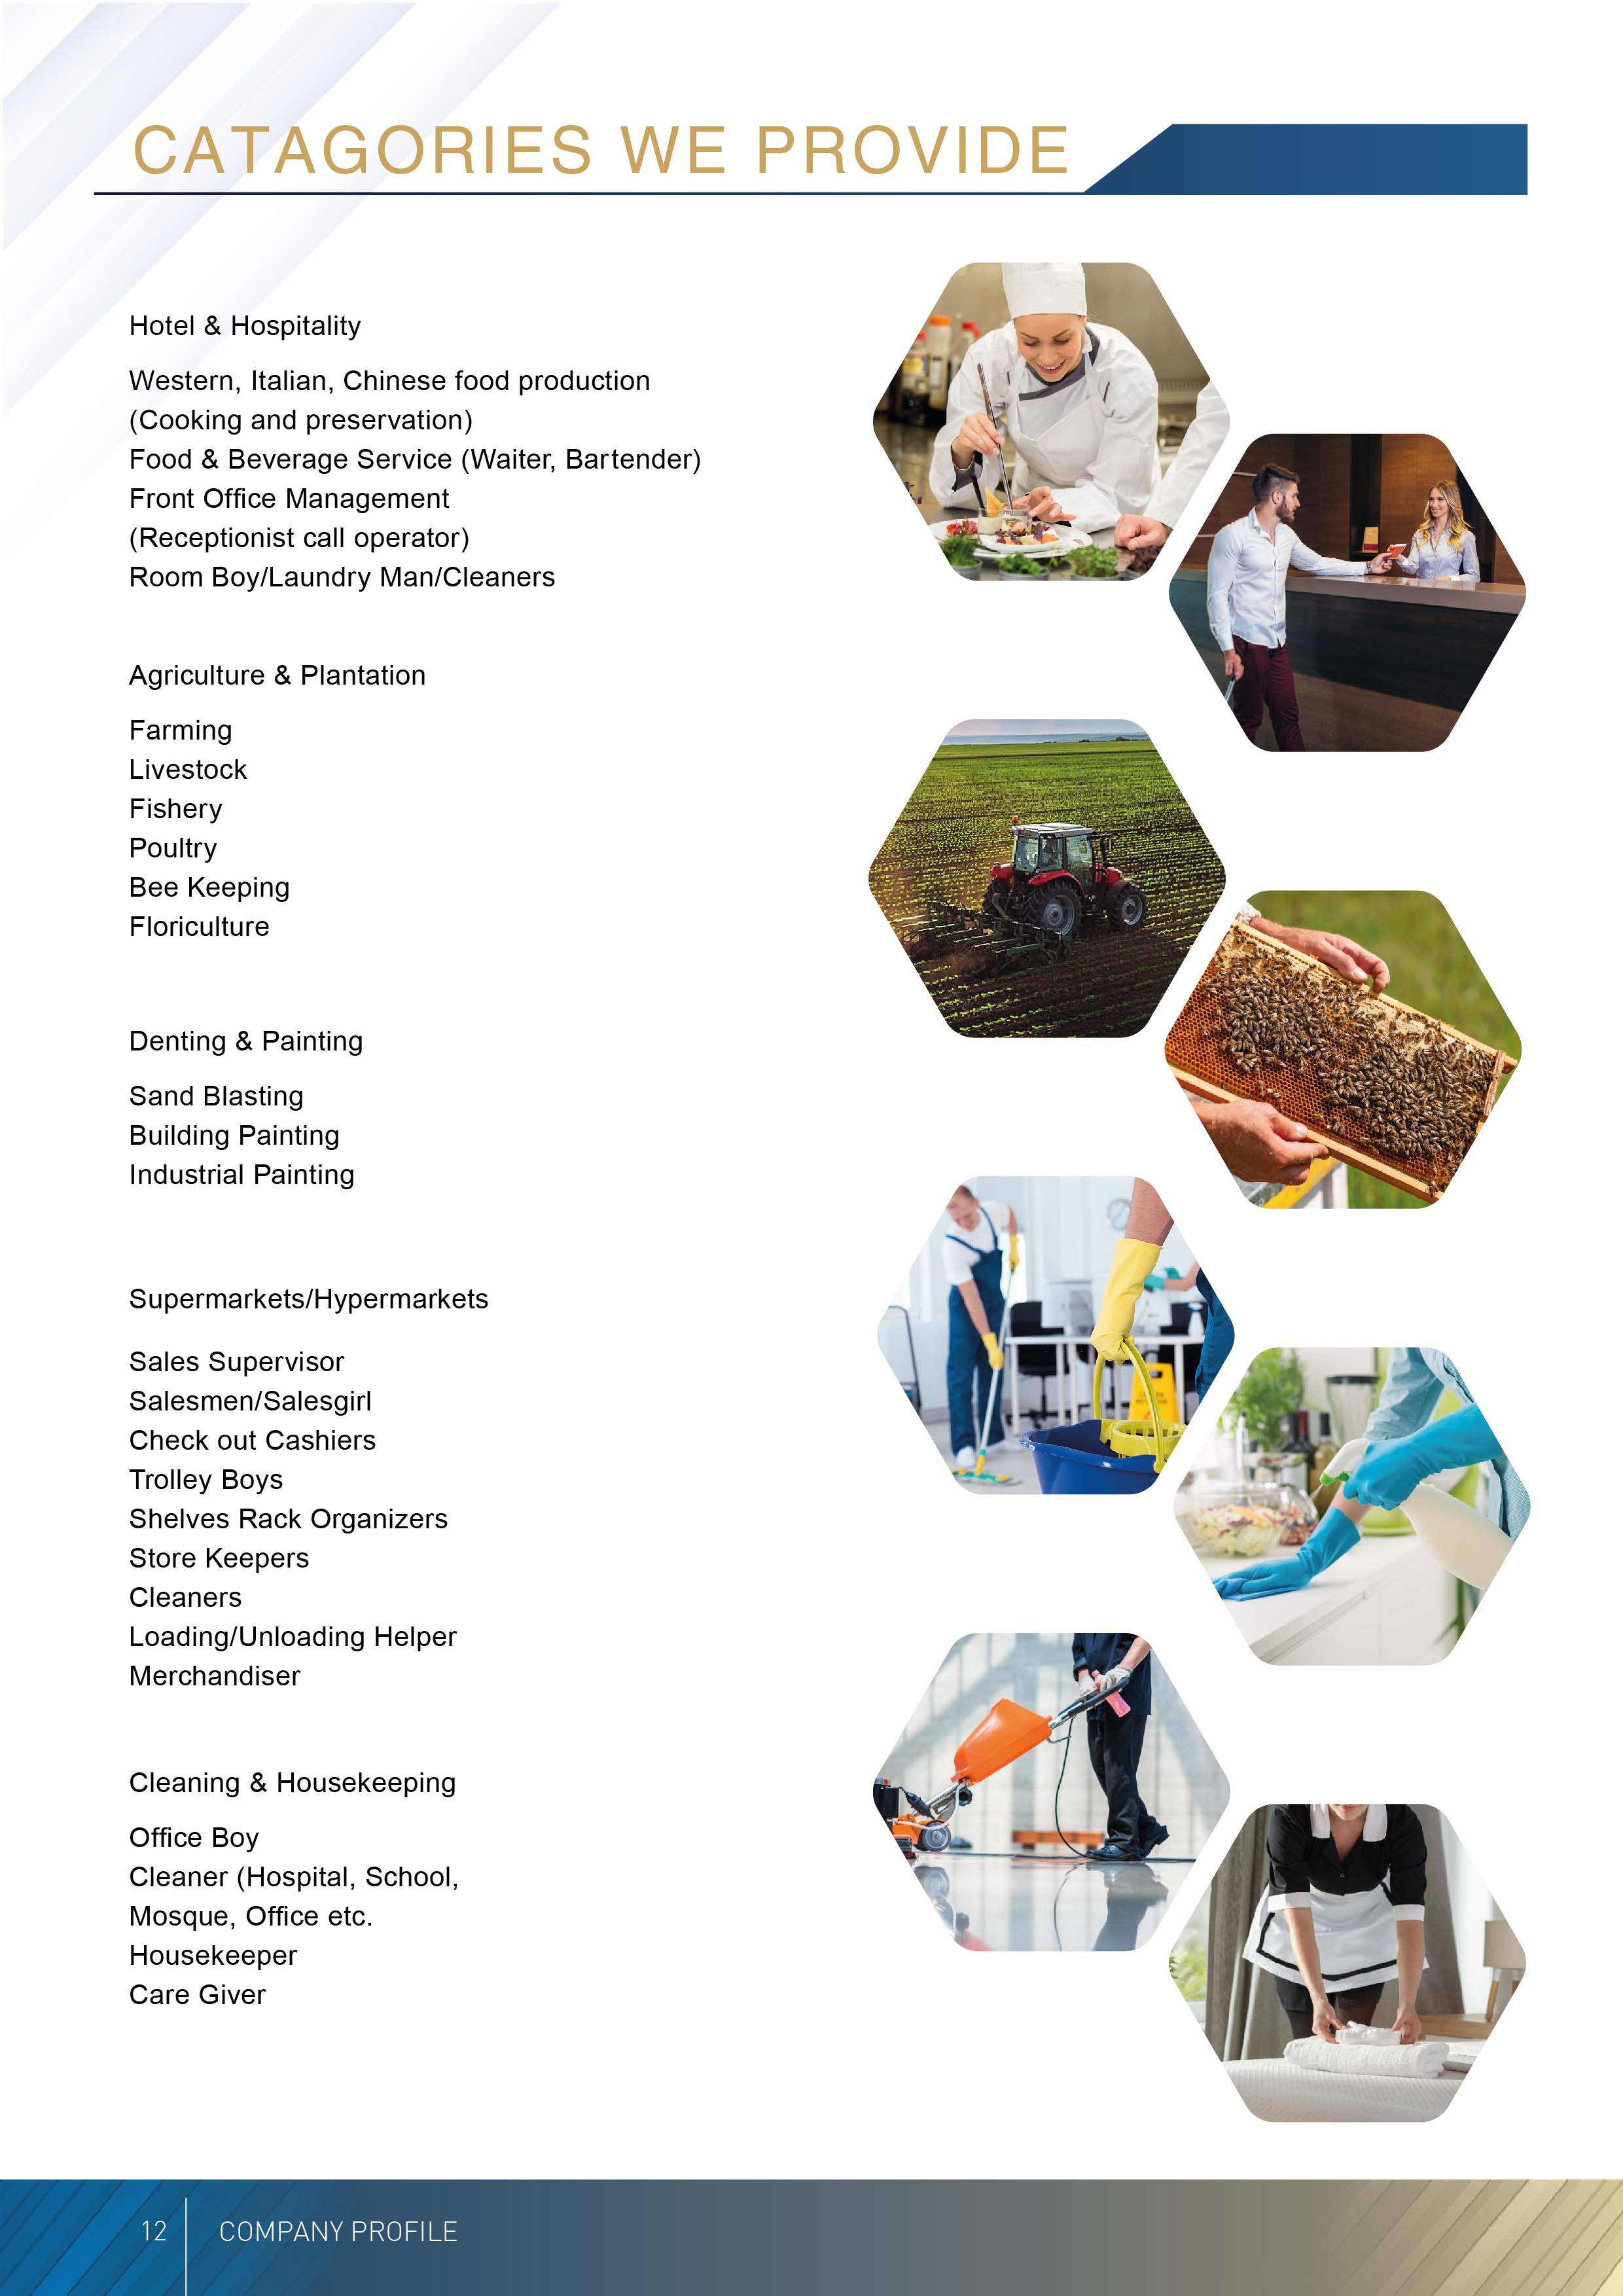 CATAGORIES WE PROVIDE
Hotel & Hospitality
Western, Italian, Chinese food production
(Cooking and preservation)
Food & Beverage Service (Waiter, Bartender)
Front Office Management
(Receptionist call operator)
Room Boy/Laundry Man/Cleaners
Agriculture & Plantation
Farming
Livestock
Fishery
Poultry
Bee Keeping
Floriculture
Denting & Painting
Sand Blasting
Building Painting
Industrial Painting
Supermarkets/Hypermarkets
Sales Supervisor
Salesmen/Salesgirl
Check out Cashiers
Trolley Boys
Shelves Rack Organizers
Store Keepers
Cleaners
Loading/Unloading Helper
Merchandiser
Cleaning & Housekeeping
Office Boy
Cleaner (Hospital, School,
Mosque, Office etc.
Housekeeper
Care Giver
12 COMPANY PROFILE